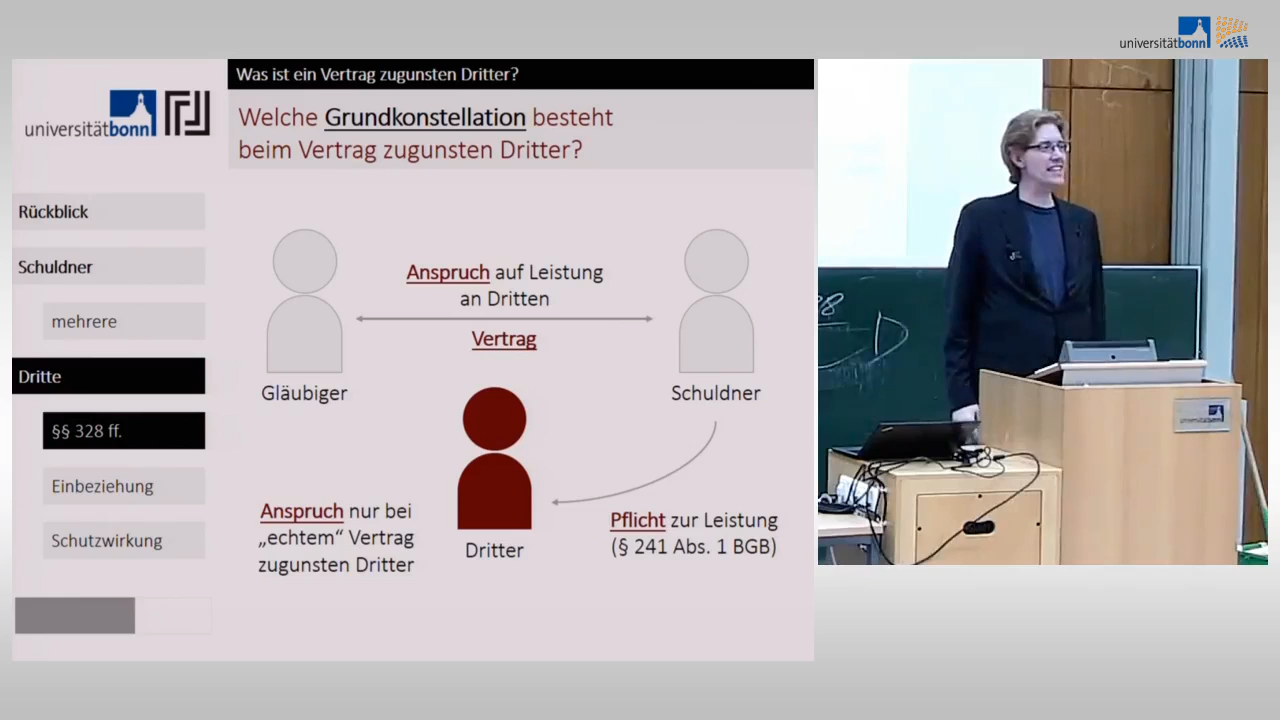 universitätbonn
Was ist ein Vertrag zugunsten Dritter?
universitätbonn
Welche Grundkonstellation besteht
beim Vertrag zugunsten Dritter?
Rückblick
Schuldner
mehrere
Dritte
§§ 328 ff.
Einbeziehung
Schutzwirkung
Anspruch auf Leistung
an Dritten
Vertrag
Gläubiger
Schuldner
Anspruch nur bei
„echtem“ Vertrag
zugunsten Dritter
Dritter
Pflicht zur Leistung
(§ 241 Abs. 1 BGB)
universitätbonn